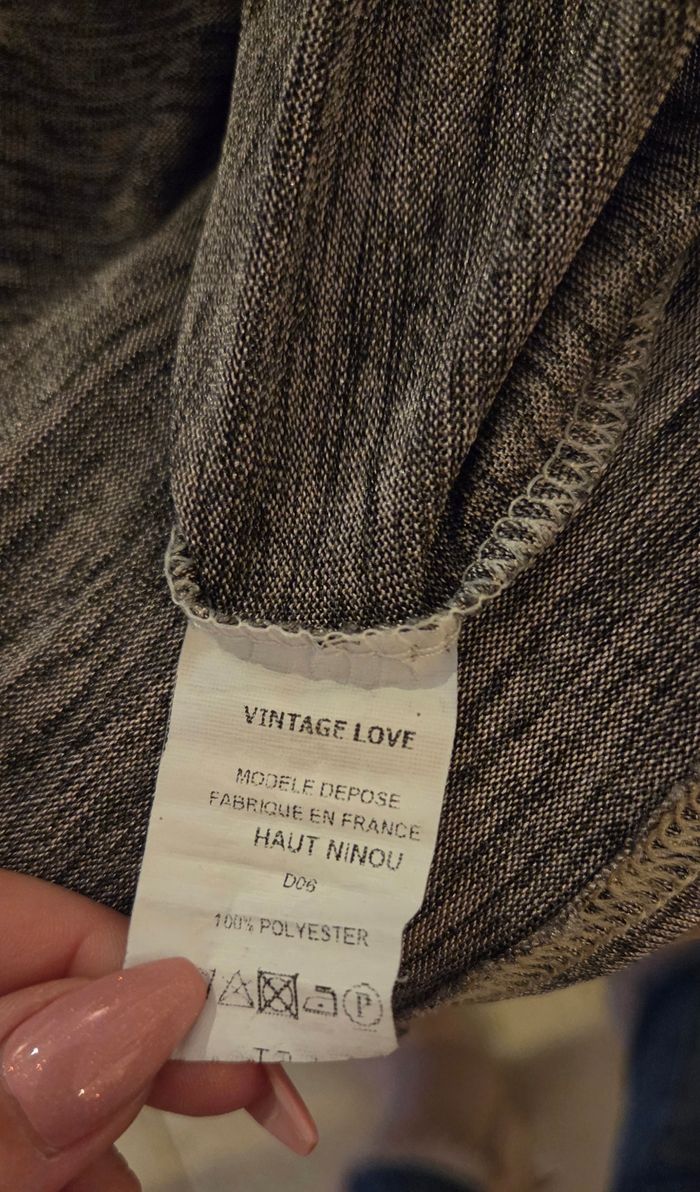 VINTAGE LOVE
MODELE DEPOSE
FABRIQUE EN FRANCE
HAUT NINOU
D06
100% POLYESTER
P